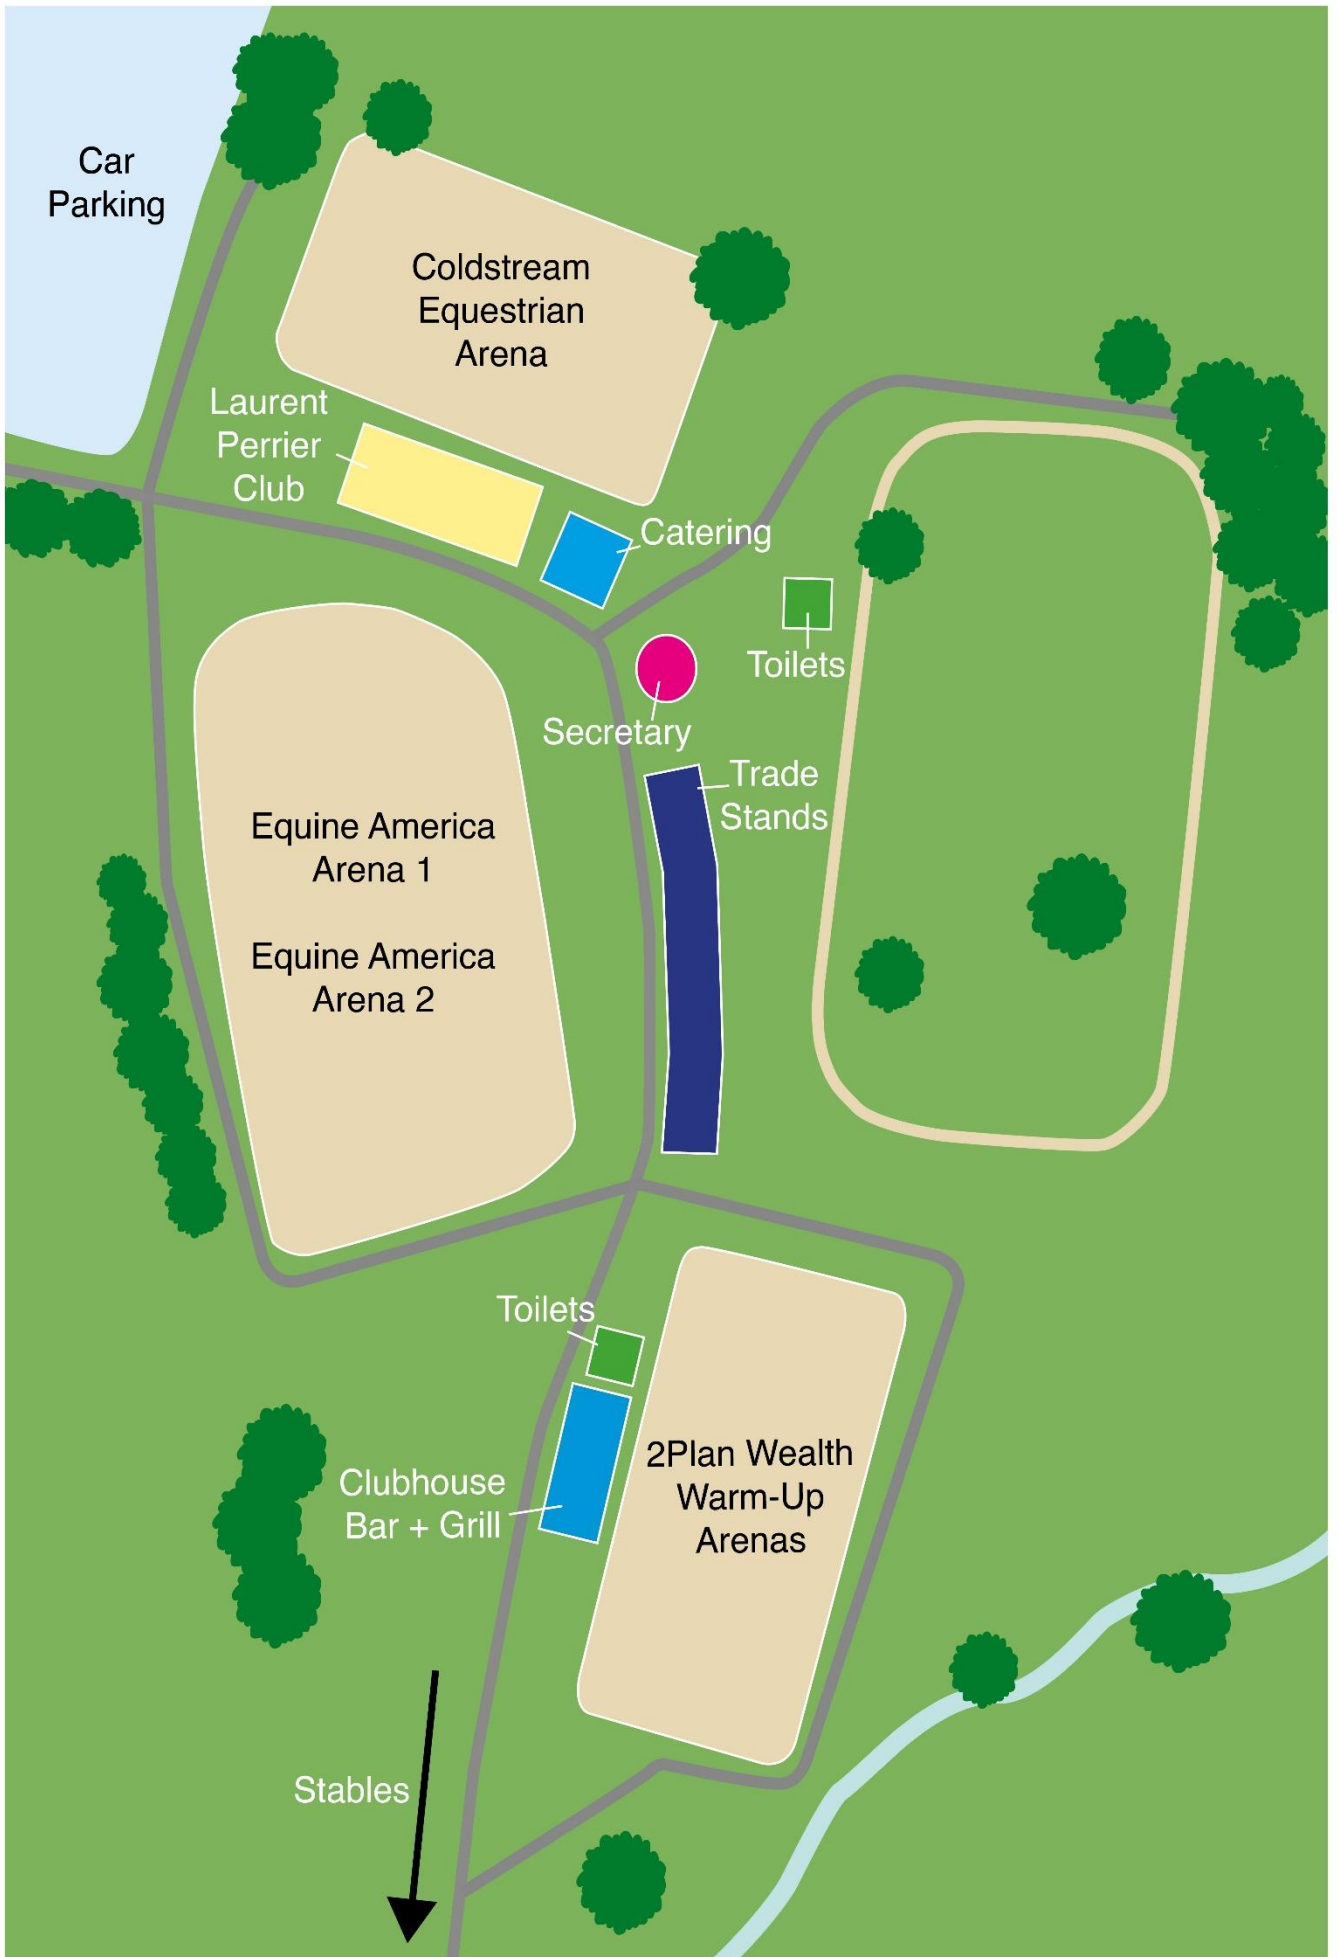 Car
Parking
Coldstream
Equestrian
Arena
Laurent
Perrier
Club
Catering
Toilets
Secretary
Trade
Stands
Equine America
Arena 1
Equine America
Arena 2
Toilets
2Plan Wealth
Warm-Up
Arenas
Clubhouse
Bar + Grill
Stables